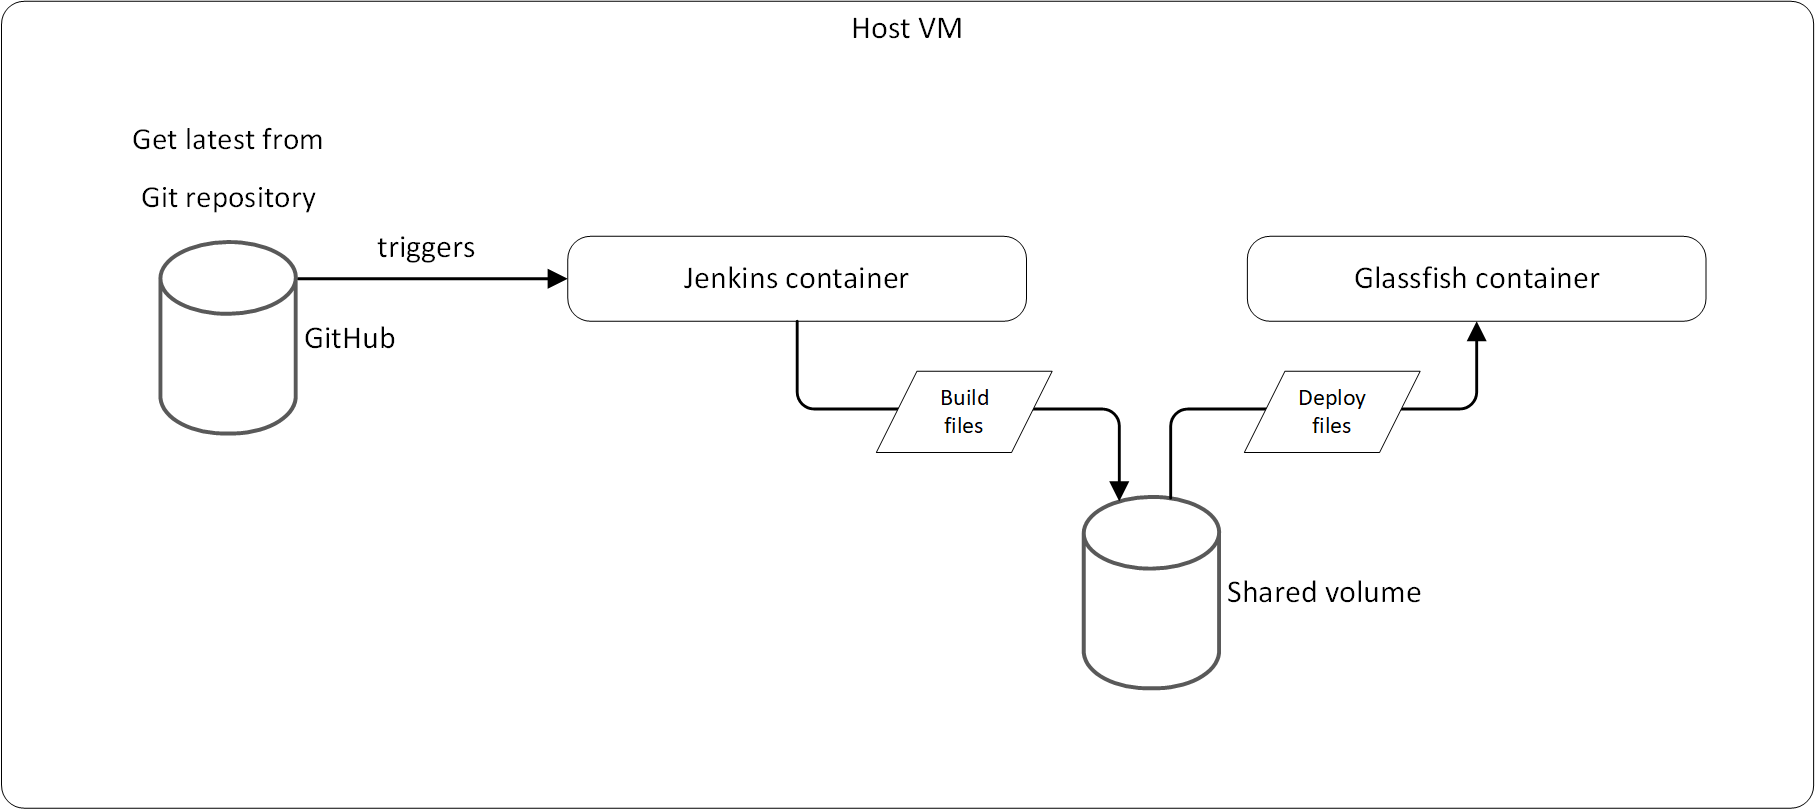 Host VM
Get latest from
Git repository
triggers
Jenkins container
Glassfish container
GitHub
Build
files
Deploy
files
Shared volume